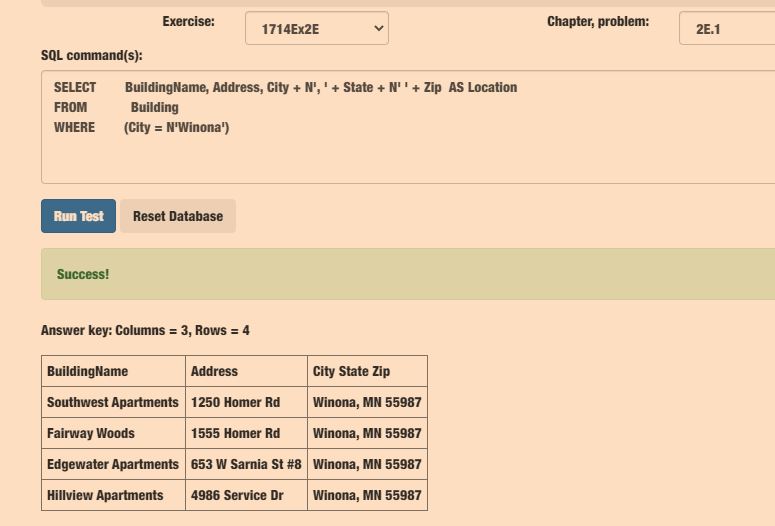 Exercise: 1714Ex2E Chapter, problem: 2E.1
SQL command(s):
SELECT BuildingName, Address, City + N', ' + State + N' ' + Zip AS Location
FROM Building
WHERE (City = N'Winona')
Run Test Reset Database
Success!
Answer key: Columns = 3, Rows = 4
BuildingName Address City State Zip
Southwest Apartments 1250 Homer Rd Winona, MN 55987
Fairway Woods 1555 Homer Rd Winona, MN 55987
Edgewater Apartments 653 W Sarnia St #8 Winona, MN 55987
Hillview Apartments 4986 Service Dr Winona, MN 55987